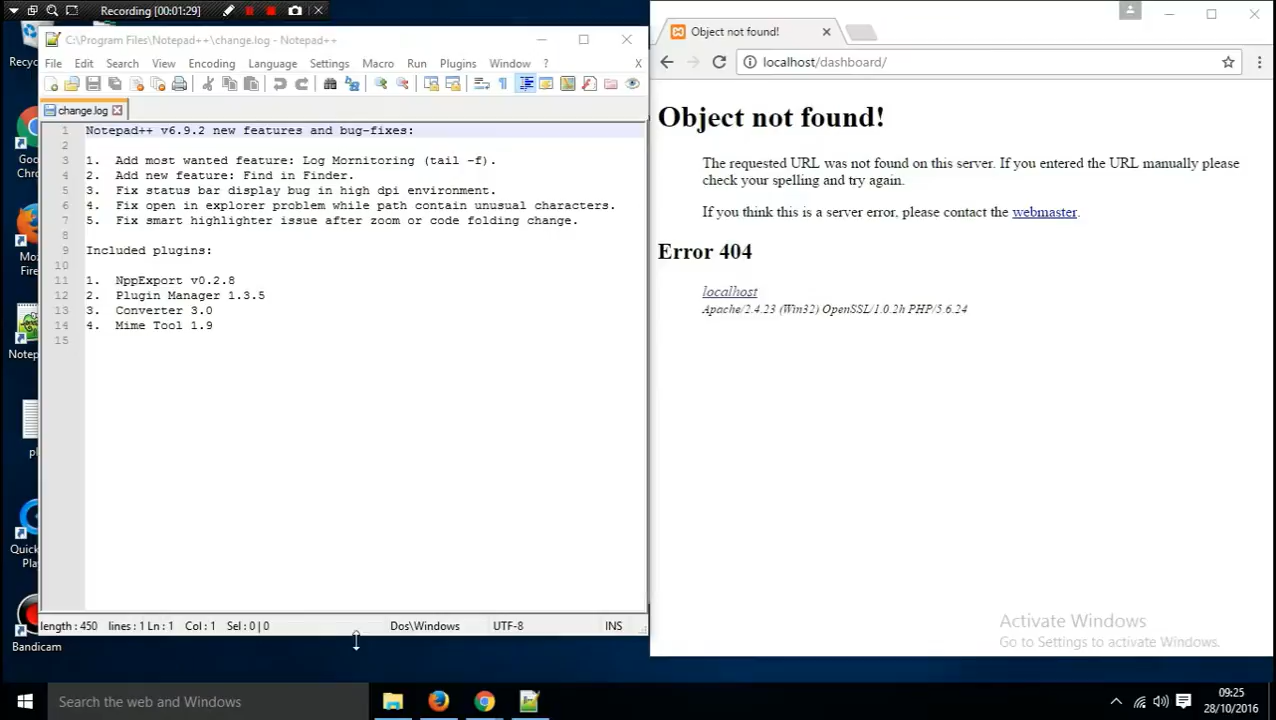 Recording [00:01:29]
C:\Program Files\Notepad++\change.log - Notepad++
File Edit Search View Encoding Language Settings Macro Run Plugins Window ? X
change.log
1 Notepad++ v6.9.2 new features and bug-fixes:
2
3 1. Add most wanted feature: Log Mornitoring (tail -f).
4 2. Add new feature: Find in Finder.
5 3. Fix status bar display bug in high dpi environment.
6 4. Fix open in explorer problem while path contain unusual characters.
7 5. Fix smart highlighter issue after zoom or code folding change.
8
9 Included plugins:
10
11 1. NppExport v0.2.8
12 2. Plugin Manager 1.3.5
13 3. Converter 3.0
14 4. Mime Tool 1.9
15
length : 450 lines : 1 Ln : 1 Col : 1 Sel : 0 | 0 Dos\Windows UTF-8 INS
Object not found!
localhost/dashboard/
Object not found!
The requested URL was not found on this server. If you entered the URL manually please
check your spelling and try again.
If you think this is a server error, please contact the webmaster.
Error 404
localhost
Apache/2.4.23 (Win32) OpenSSL/1.0.2h PHP/5.6.24
Activate Windows
Go to Settings to activate Windows.
Recyc
Goo
Chr
Moz
Firef
Notep
pl
Quick
Pla
Bandicam
Search the web and Windows
09:25
28/10/2016